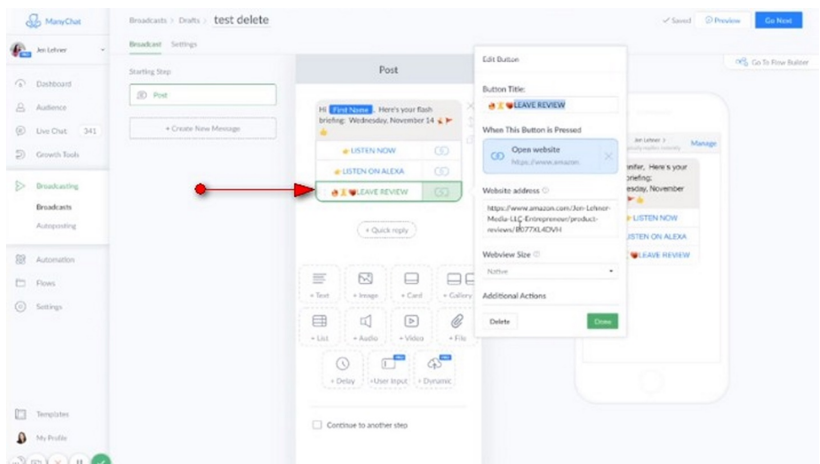 ManyChat
Broadcasts > Drafts > test delete
Saved
Preview
Go Next
Jen Lehner
Broadcast Settings
Go To Flow Builder
Starting Step
Post
+ Create New Message
Dashboard
Audience
Live Chat 341
Growth Tools
Broadcasting
Broadcasts
Autoposting
Automation
Flows
Settings
Templates
My Profile
Post
Hi First Name , Here's your flash
briefing: Wednesday, November 14
LISTEN NOW
LISTEN ON ALEXA
LEAVE REVIEW
+ Quick reply
+ Text + Image + Card + Gallery
+ List + Audio + Video + File
+ Delay +User Input + Dynamic
Continue to another step
Edit Button
Button Title:
LEAVE REVIEW
When This Button is Pressed
Open website
https://www.amazon.
Website address
https://www.amazon.com/Jen-Lehner-
Media-LLC-Entrepreneur/product-
reviews/B077XL4DVH
Webview Size
Native
Additional Actions
Delete
Done
Jen Lehner >
Manage
Here's your
briefing:
November
LISTEN NOW
LISTEN ON ALEXA
LEAVE REVIEW